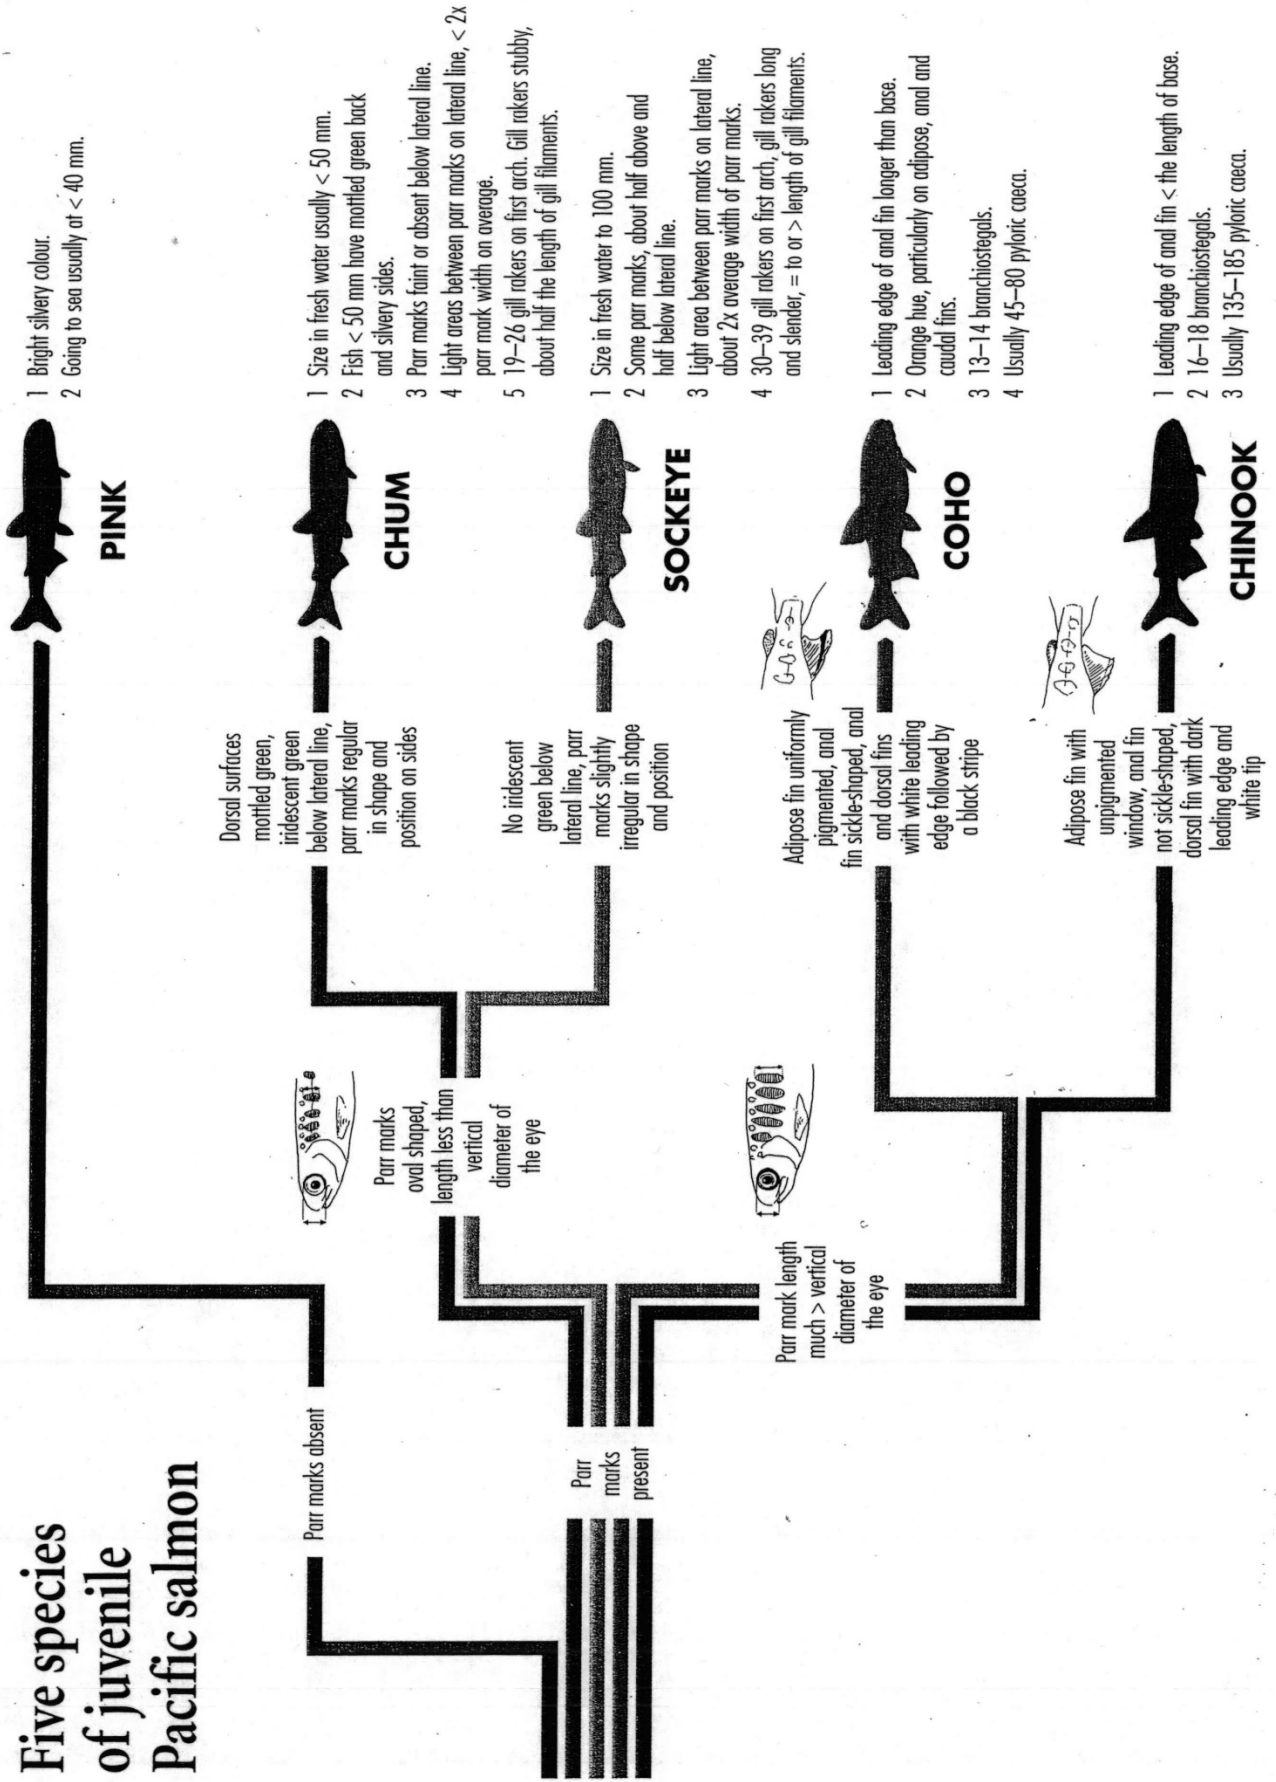 Five species
of juvenile
Pacific salmon
Parr marks absent
Parr
marks
present
Parr marks
oval shaped,
length less than
vertical
diameter of
the eye
Parr mark length
much > vertical
diameter of
the eye
Dorsal surfaces
mottled green,
iridescent green
below lateral line,
parr marks regular
in shape and
position on sides
No iridescent
green below
lateral line, parr
marks slightly
irregular in shape
and position
Adipose fin uniformly
pigmented, anal
fin sickle-shaped, anal
and dorsal fins
with white leading
edge followed by
a black stripe
Adipose fin with
unpigmented
window, anal fin
not sickle-shaped,
dorsal fin with dark
leading edge and
white tip
PINK
1 Bright silvery colour.
2 Going to sea usually at < 40 mm.
CHUM
1 Size in fresh water usually < 50 mm.
2 Fish < 50 mm have mottled green back
and silvery sides.
3 Parr marks faint or absent below lateral line.
4 Light areas between parr marks on lateral line, < 2x
parr mark width on average.
5 19–26 gill rakers on first arch. Gill rakers stubby,
about half the length of gill filaments.
SOCKEYE
1 Size in fresh water to 100 mm.
2 Some parr marks, about half above and
half below lateral line.
3 Light area between parr marks on lateral line,
about 2x average width of parr marks.
4 30–39 gill rakers on first arch, gill rakers long
and slender, = to or > length of gill filaments.
COHO
1 Leading edge of anal fin longer than base.
2 Orange hue, particularly on adipose, anal and
caudal fins.
3 13–14 branchiostegals.
4 Usually 45–80 pyloric caeca.
CHINOOK
1 Leading edge of anal fin < the length of base.
2 16–18 branchiostegals.
3 Usually 135–185 pyloric caeca.